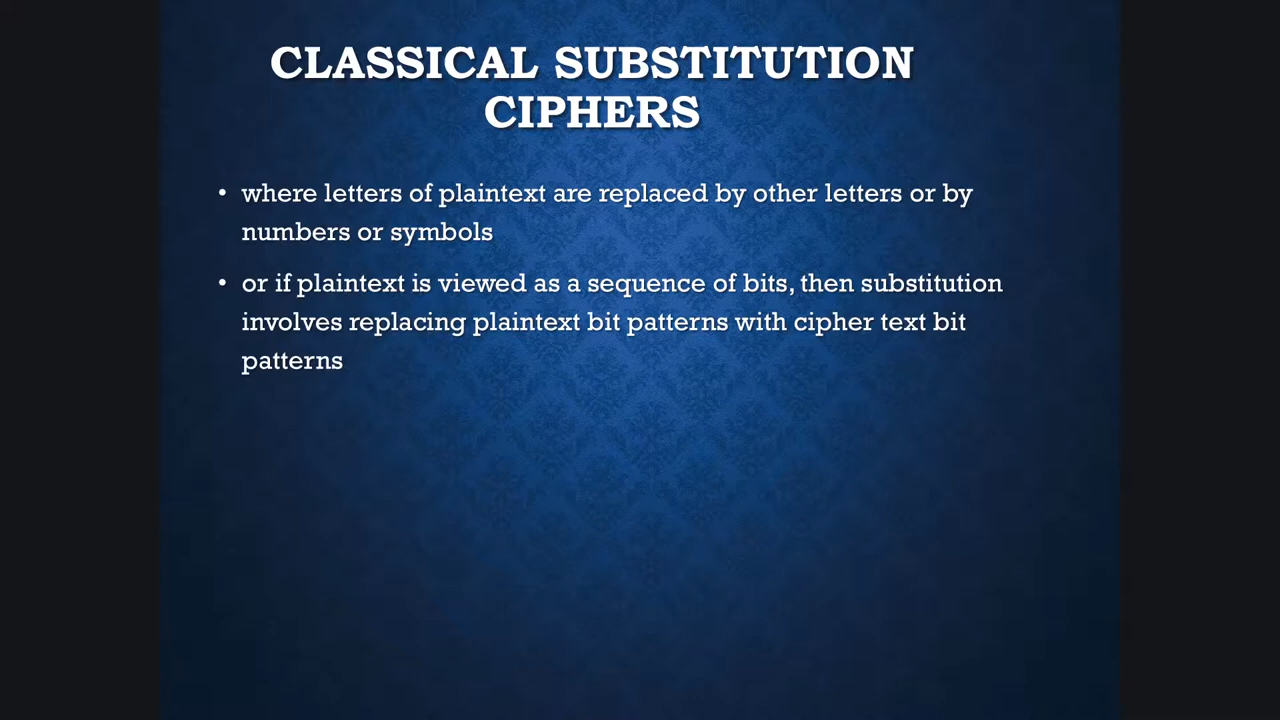 CLASSICAL SUBSTITUTION
CIPHERS
• where letters of plaintext are replaced by other letters or by
numbers or symbols
• or if plaintext is viewed as a sequence of bits, then substitution
involves replacing plaintext bit patterns with cipher text bit
patterns